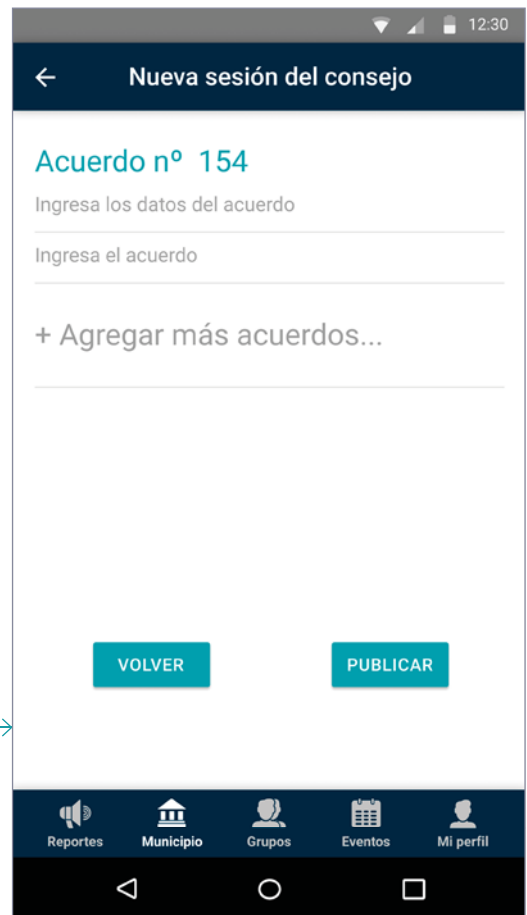 12:30
Nueva sesión del consejo
Acuerdo nº 154
Ingresa los datos del acuerdo
Ingresa el acuerdo
+ Agregar más acuerdos...
VOLVER PUBLICAR
Reportes Municipio Grupos Eventos Mi perfil